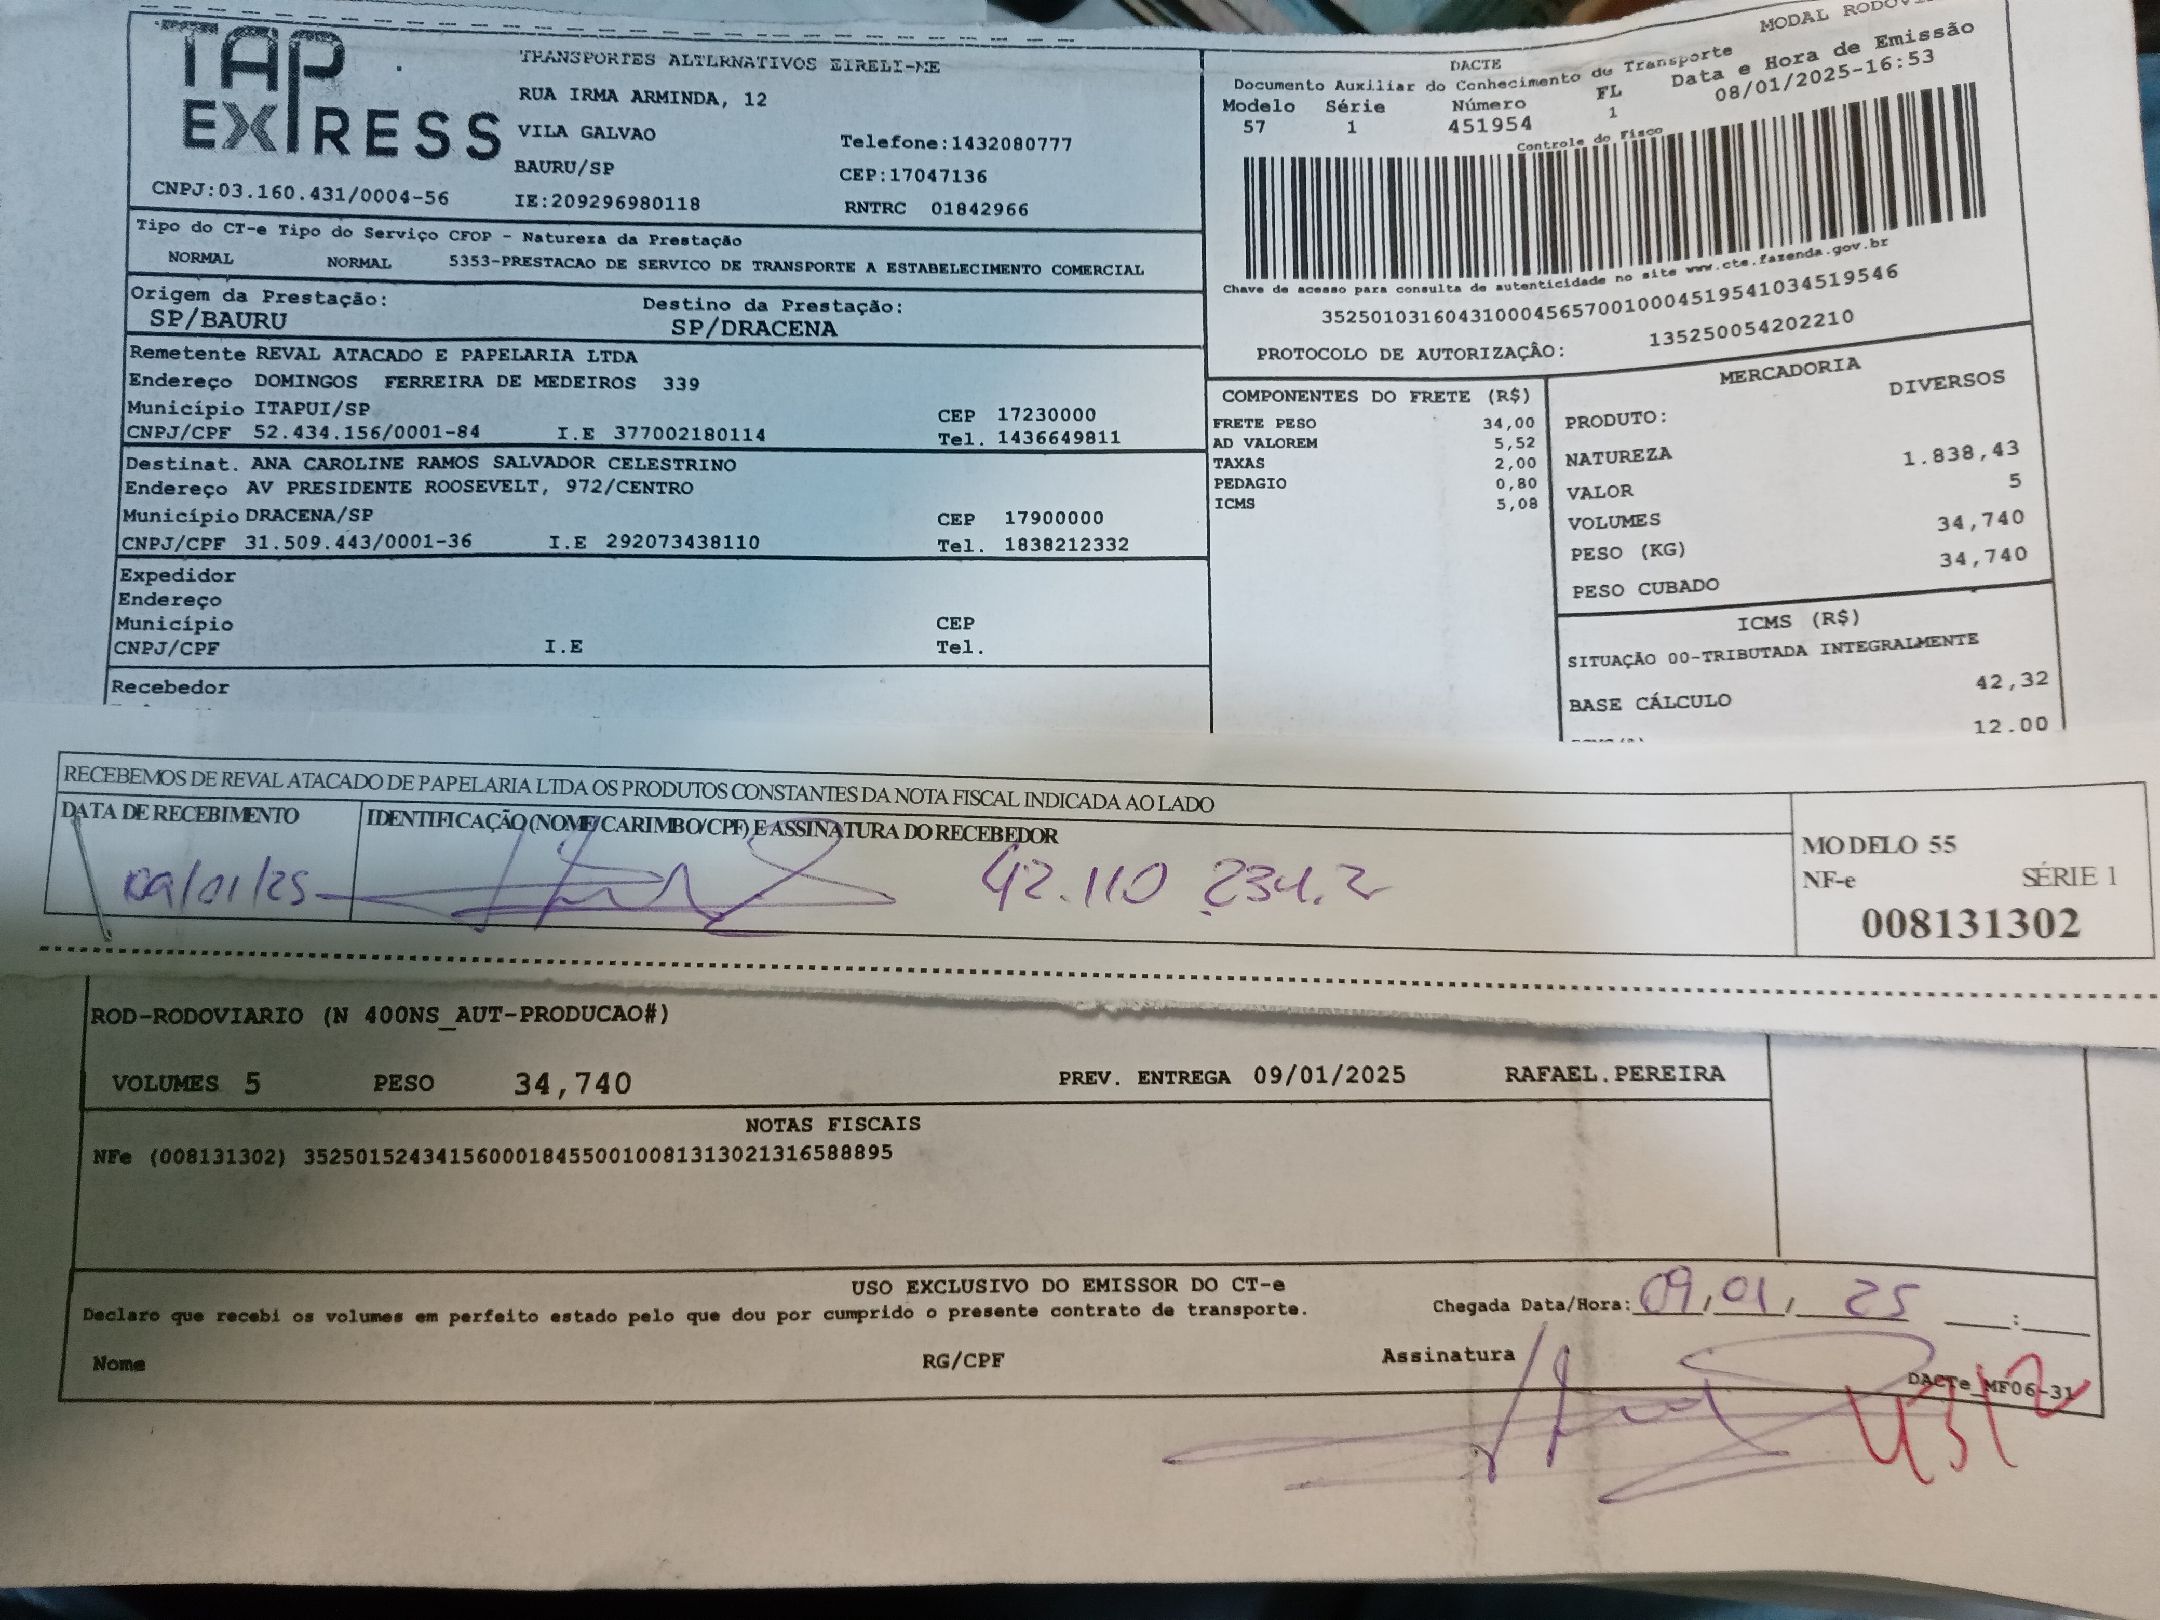 TAP EXPRESS
CNPJ:03.160.431/0004-56
TRANSPORTES ALTERNATIVOS EIRELI-ME
RUA IRMA ARMINDA, 12
VILA GALVAO
BAURU/SP
IE:209296980118
Telefone:1432080777
CEP:17047136
RNTRC 01842966
DACTE
Documento Auxiliar do Conhecimento de Transporte
Modelo Série Número FL
57 1 451954 1
Data e Hora de Emissão
08/01/2025-16:53
Controle do Fisco
Chave de acesso para consulta de autenticidade no site www.cte.fazenda.gov.br
35250103160431000456570010004519541034519546
PROTOCOLO DE AUTORIZAÇÂO: 135250054202210
Tipo do CT-e Tipo do Serviço CFOP - Natureza da Prestação
NORMAL NORMAL 5353-PRESTACAO DE SERVICO DE TRANSPORTE A ESTABELECIMENTO COMERCIAL
Origem da Prestação: Destino da Prestação:
SP/BAURU SP/DRACENA
Remetente REVAL ATACADO E PAPELARIA LTDA
Endereço DOMINGOS FERREIRA DE MEDEIROS 339
Município ITAPUI/SP CEP 17230000
CNPJ/CPF 52.434.156/0001-84 I.E 377002180114 Tel. 1436649811
Destinat. ANA CAROLINE RAMOS SALVADOR CELESTRINO
Endereço AV PRESIDENTE ROOSEVELT, 972/CENTRO
Município DRACENA/SP CEP 17900000
CNPJ/CPF 31.509.443/0001-36 I.E 292073438110 Tel. 1838212332
Expedidor
Endereço
Município CEP
CNPJ/CPF I.E Tel.
Recebedor
COMPONENTES DO FRETE (R$)
FRETE PESO 34,00
AD VALOREM 5,52
TAXAS 2,00
PEDAGIO 0,80
ICMS 5,08
MERCADORIA
PRODUTO: DIVERSOS
NATUREZA
VALOR 1.838,43
VOLUMES 5
PESO (KG) 34,740
PESO CUBADO 34,740
ICMS (R$)
SITUAÇÃO 00-TRIBUTADA INTEGRALMENTE
BASE CÁLCULO 42,32
12.00
RECEBEMOS DE REVAL ATACADO DE PAPELARIA LTDA OS PRODUTOS CONSTANTES DA NOTA FISCAL INDICADA AO LADO
DATA DE RECEBIMENTO IDENTIFICAÇÃO (NOME/CARIMBO/CPF) E ASSINATURA DO RECEBEDOR
09/01/25 42.110 234.2
MODELO 55
NF-e SÉRIE 1
008131302
ROD-RODOVIARIO (N 400NS_AUT-PRODUCAO#)
VOLUMES 5 PESO 34,740 PREV. ENTREGA 09/01/2025 RAFAEL.PEREIRA
NOTAS FISCAIS
NFe (008131302) 35250152434156000184550010081313021316588895
USO EXCLUSIVO DO EMISSOR DO CT-e
Declaro que recebi os volumes em perfeito estado pelo que dou por cumprido o presente contrato de transporte. Chegada Data/Hora: 09/01/25 :
Nome RG/CPF Assinatura
DACTe_MF06-31
4312